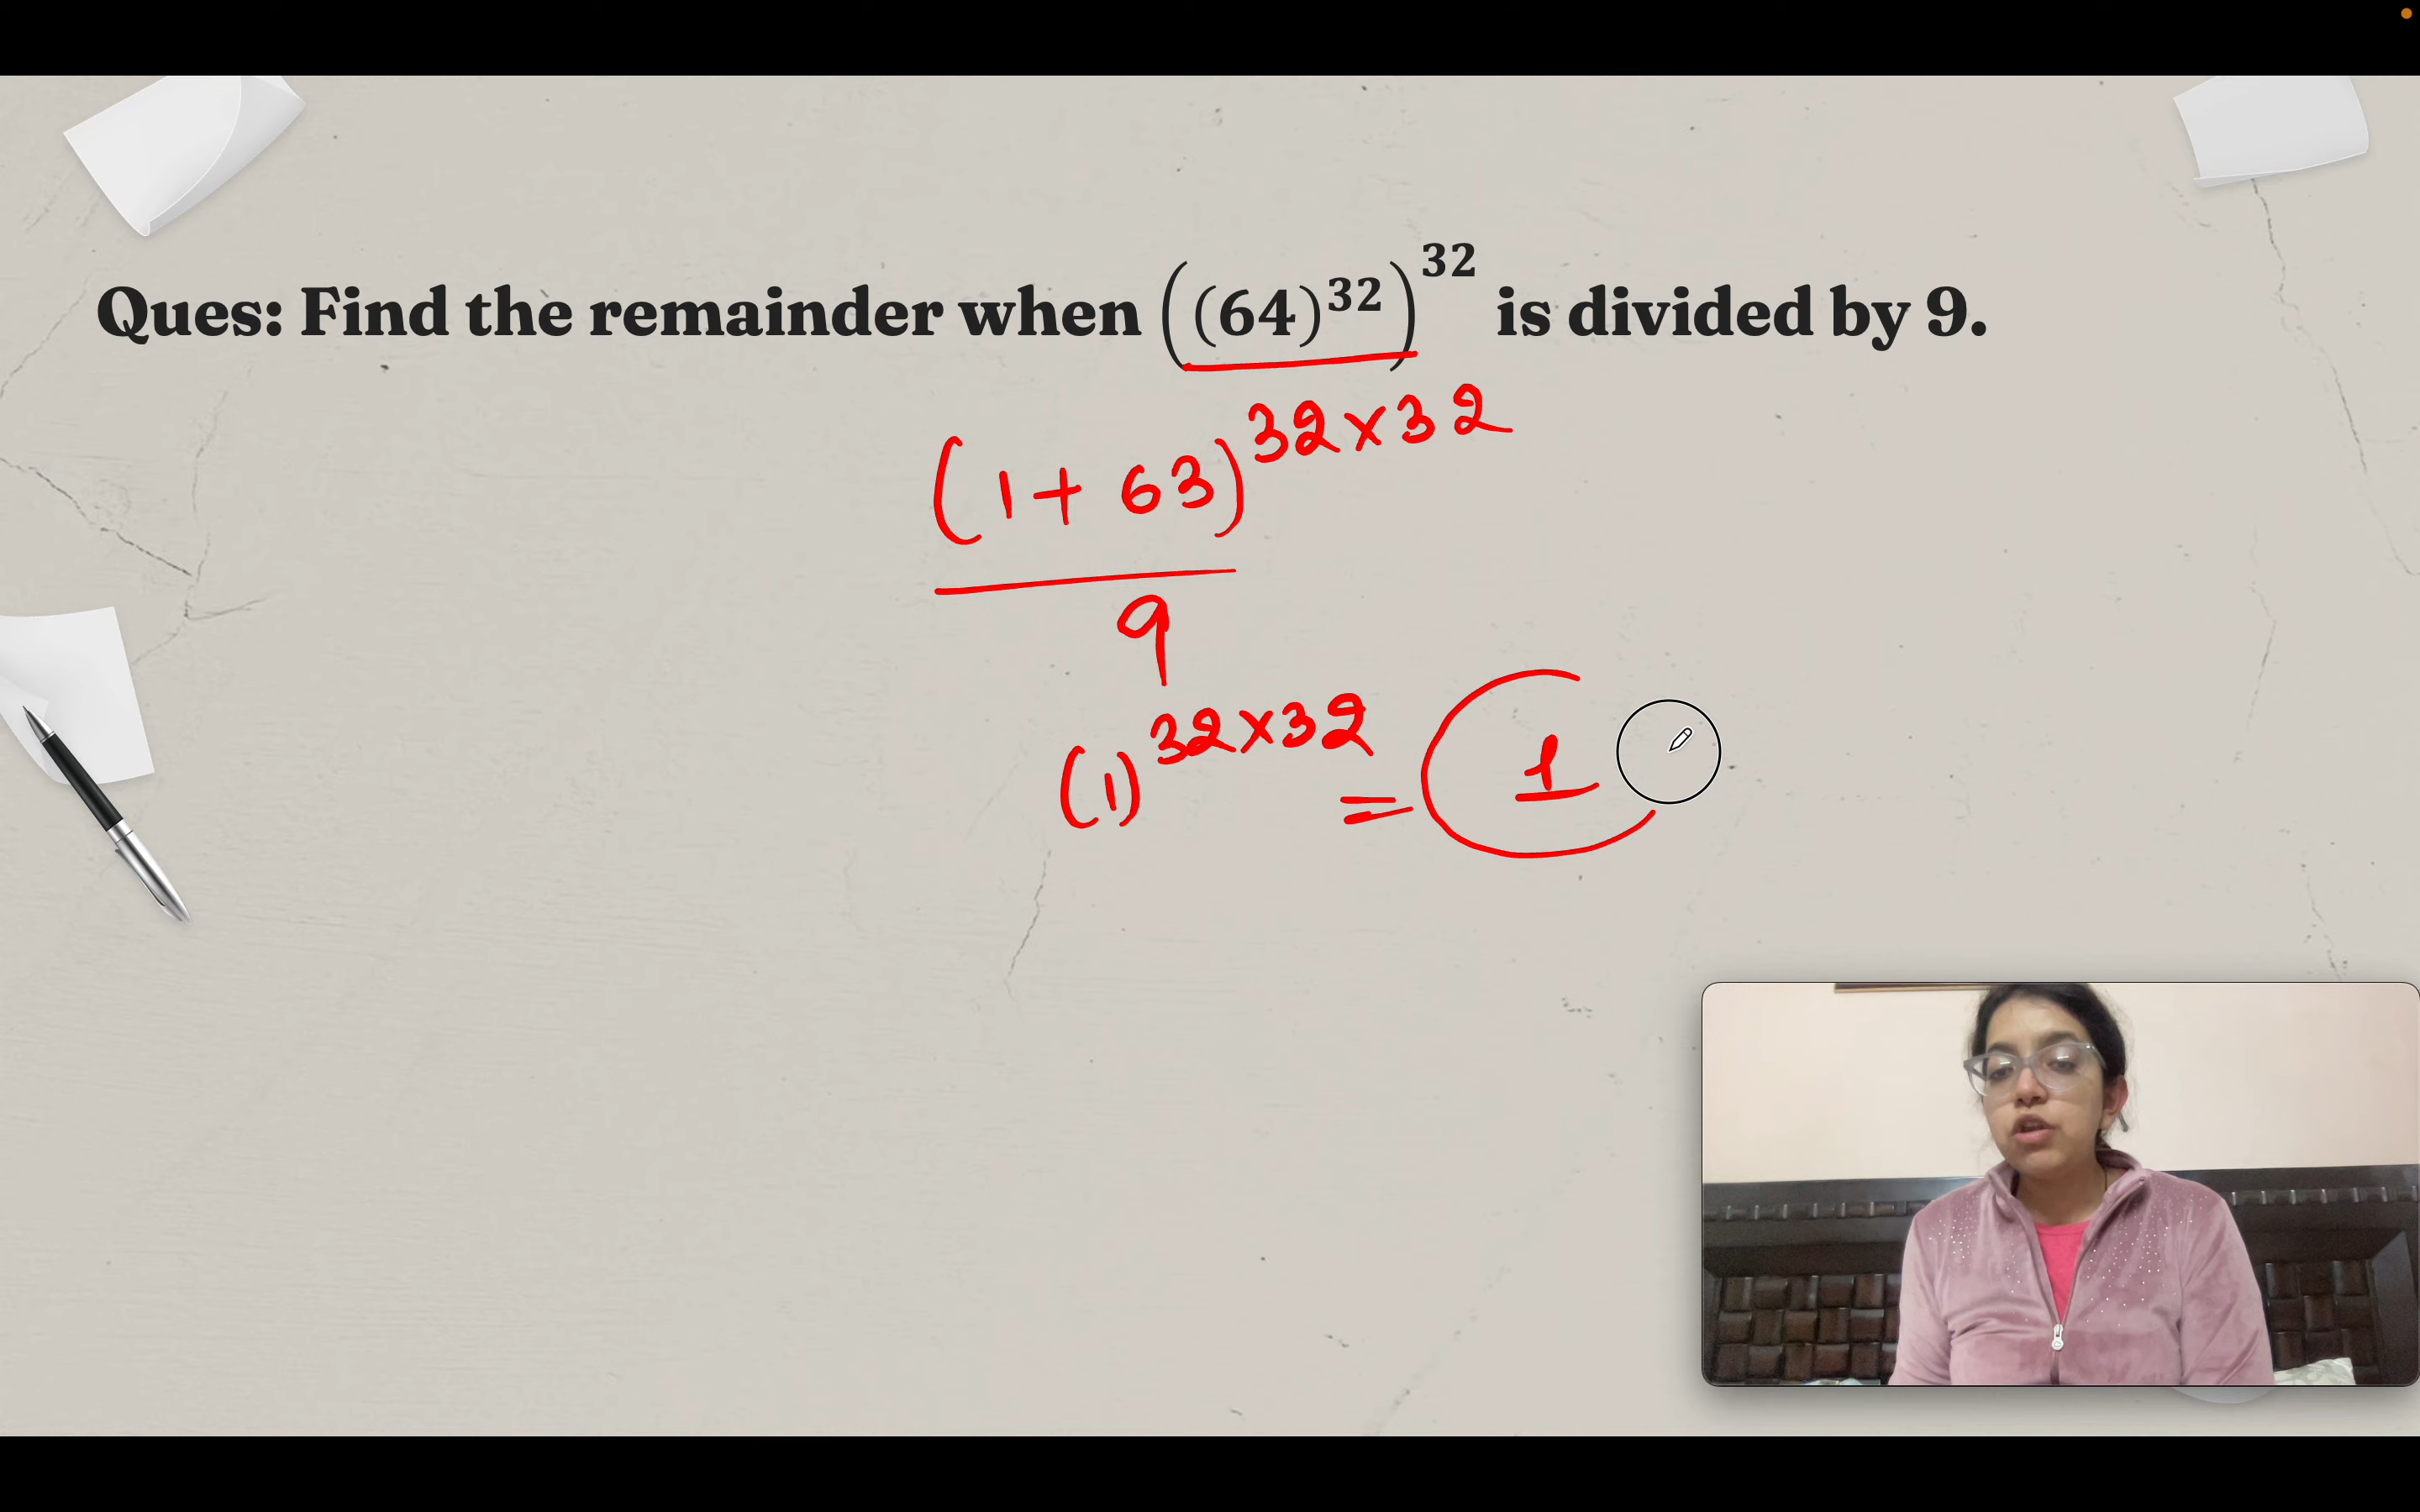 Ques: Find the remainder when ((64)^32)^32 is divided by 9.
(1 + 63)^32×32
9
(1)^32×32 = 1